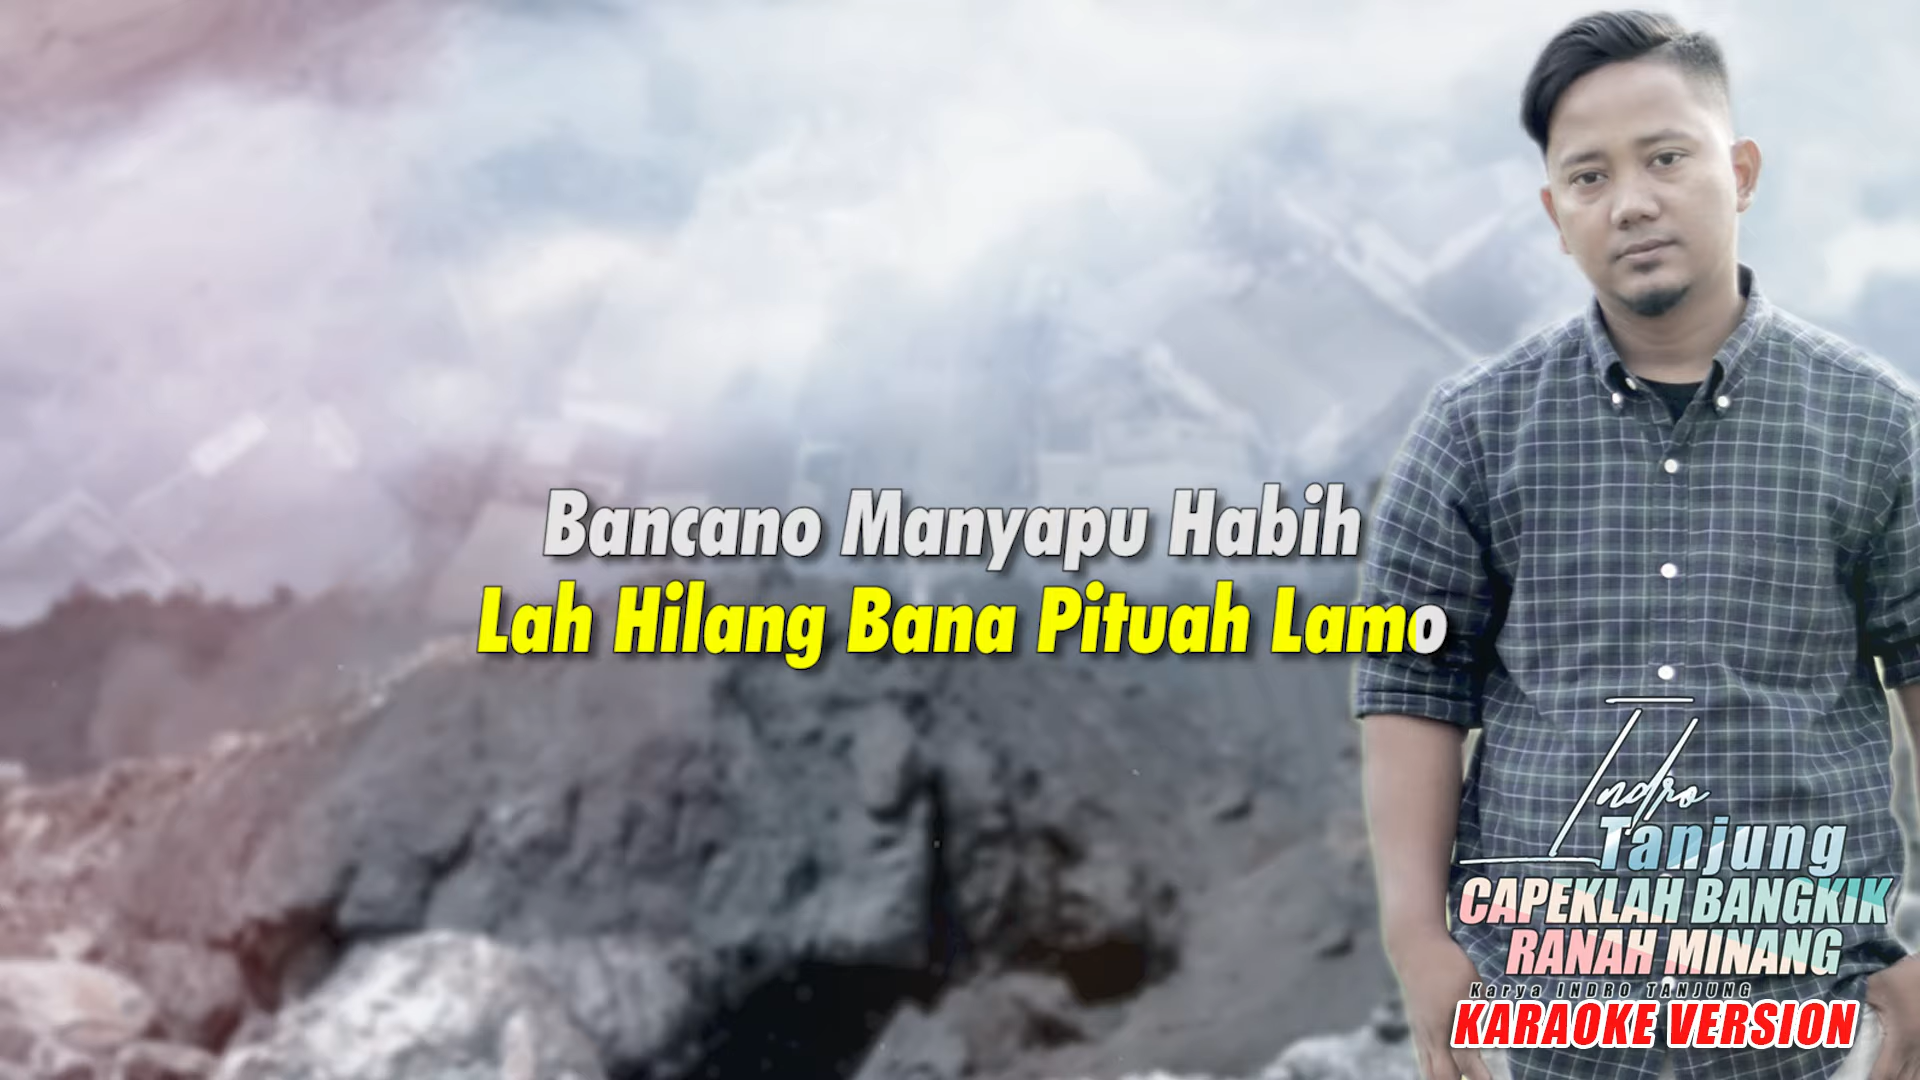 Bancano Manyapu Habih
Lah Hilang Bana Pituah Lamo
Indro
Tanjung
CAPEKLAH BANGKIK
RANAH MINANG
Karya INDRO TANJUNG
KARAOKE VERSION